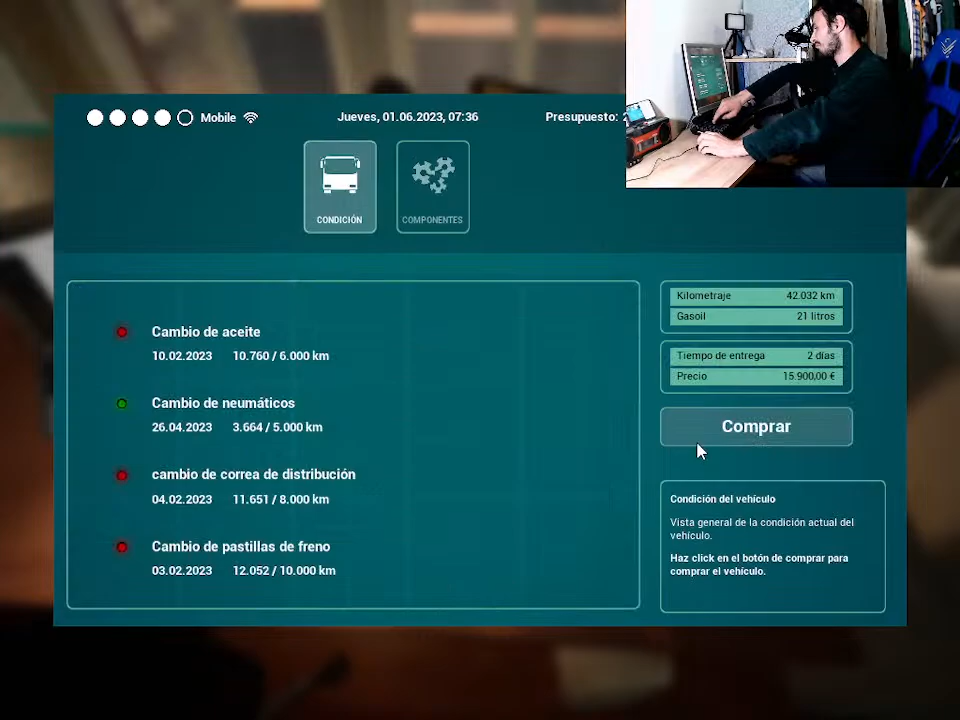 Mobile
Jueves, 01.06.2023, 07:36
Presupuesto:
CONDICIÓN
COMPONENTES
Cambio de aceite
10.02.2023 10.760 / 6.000 km
Cambio de neumáticos
26.04.2023 3.664 / 5.000 km
cambio de correa de distribución
04.02.2023 11.651 / 8.000 km
Cambio de pastillas de freno
03.02.2023 12.052 / 10.000 km
Kilometraje 42.032 km
Gasoil 21 litros
Tiempo de entrega 2 días
Precio 15.900,00 €
Comprar
Condición del vehículo
Vista general de la condición actual del
vehículo.
Haz click en el botón de comprar para
comprar el vehículo.